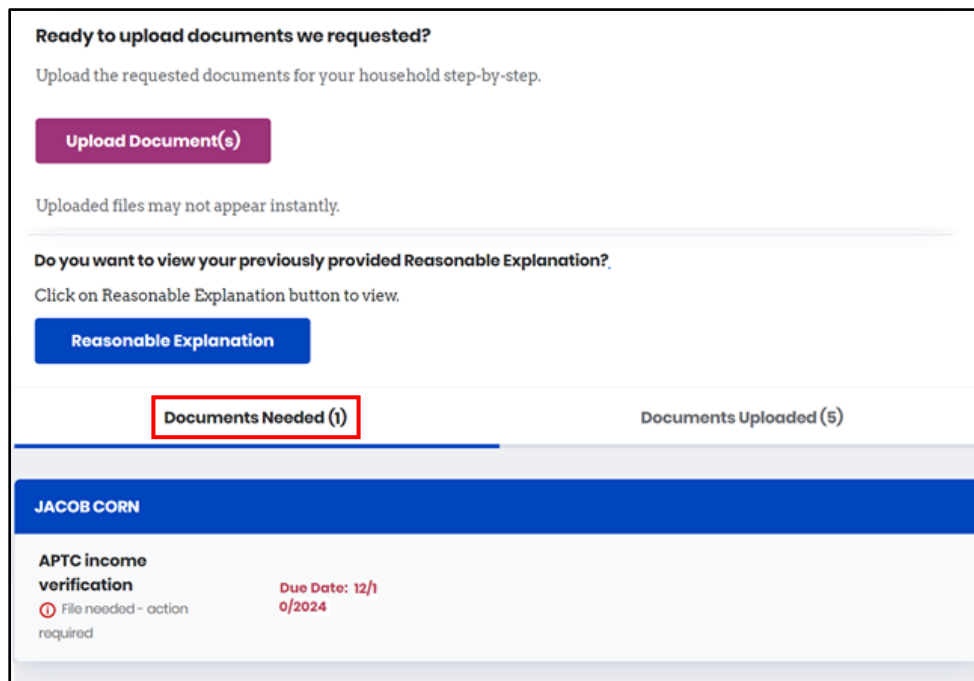 Ready to upload documents we requested?
Upload the requested documents for your household step-by-step.
Upload Document(s)
Uploaded files may not appear instantly.
Do you want to view your previously provided Reasonable Explanation?
Click on Reasonable Explanation button to view.
Reasonable Explanation
Documents Needed (1)
Documents Uploaded (5)
JACOB CORN
APTC income
verification
File needed - action
required
Due Date: 12/1
0/2024